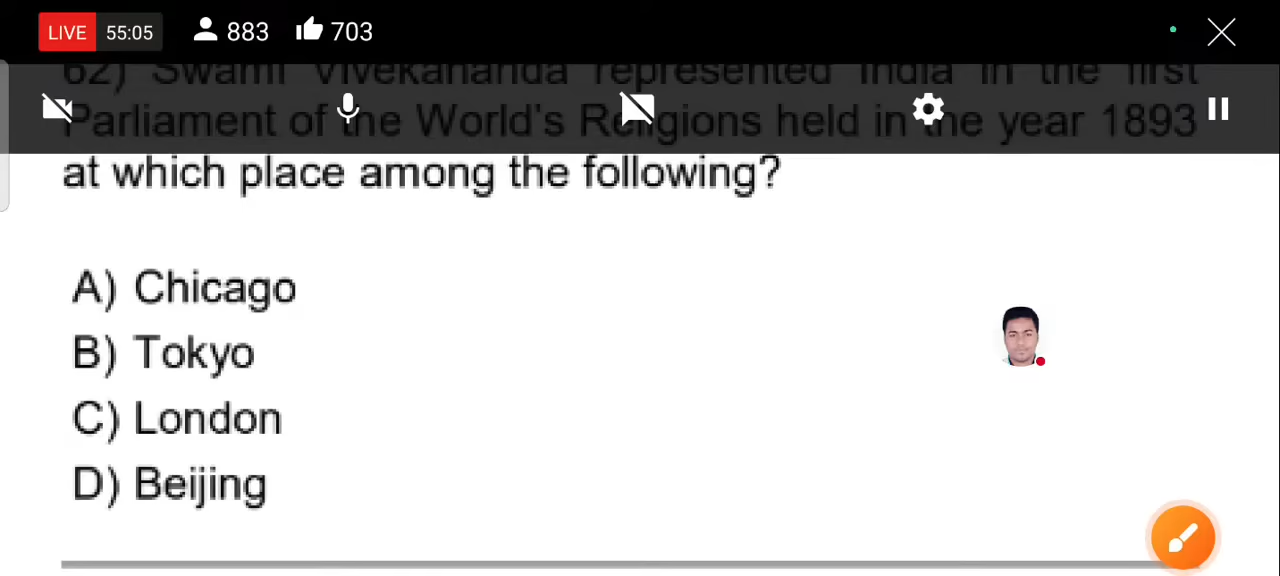 LIVE 55:05 883 703
62) Swami Vivekananda represented India in the first
Parliament of the World's Religions held in the year 1893
at which place among the following?
A) Chicago
B) Tokyo
C) London
D) Beijing